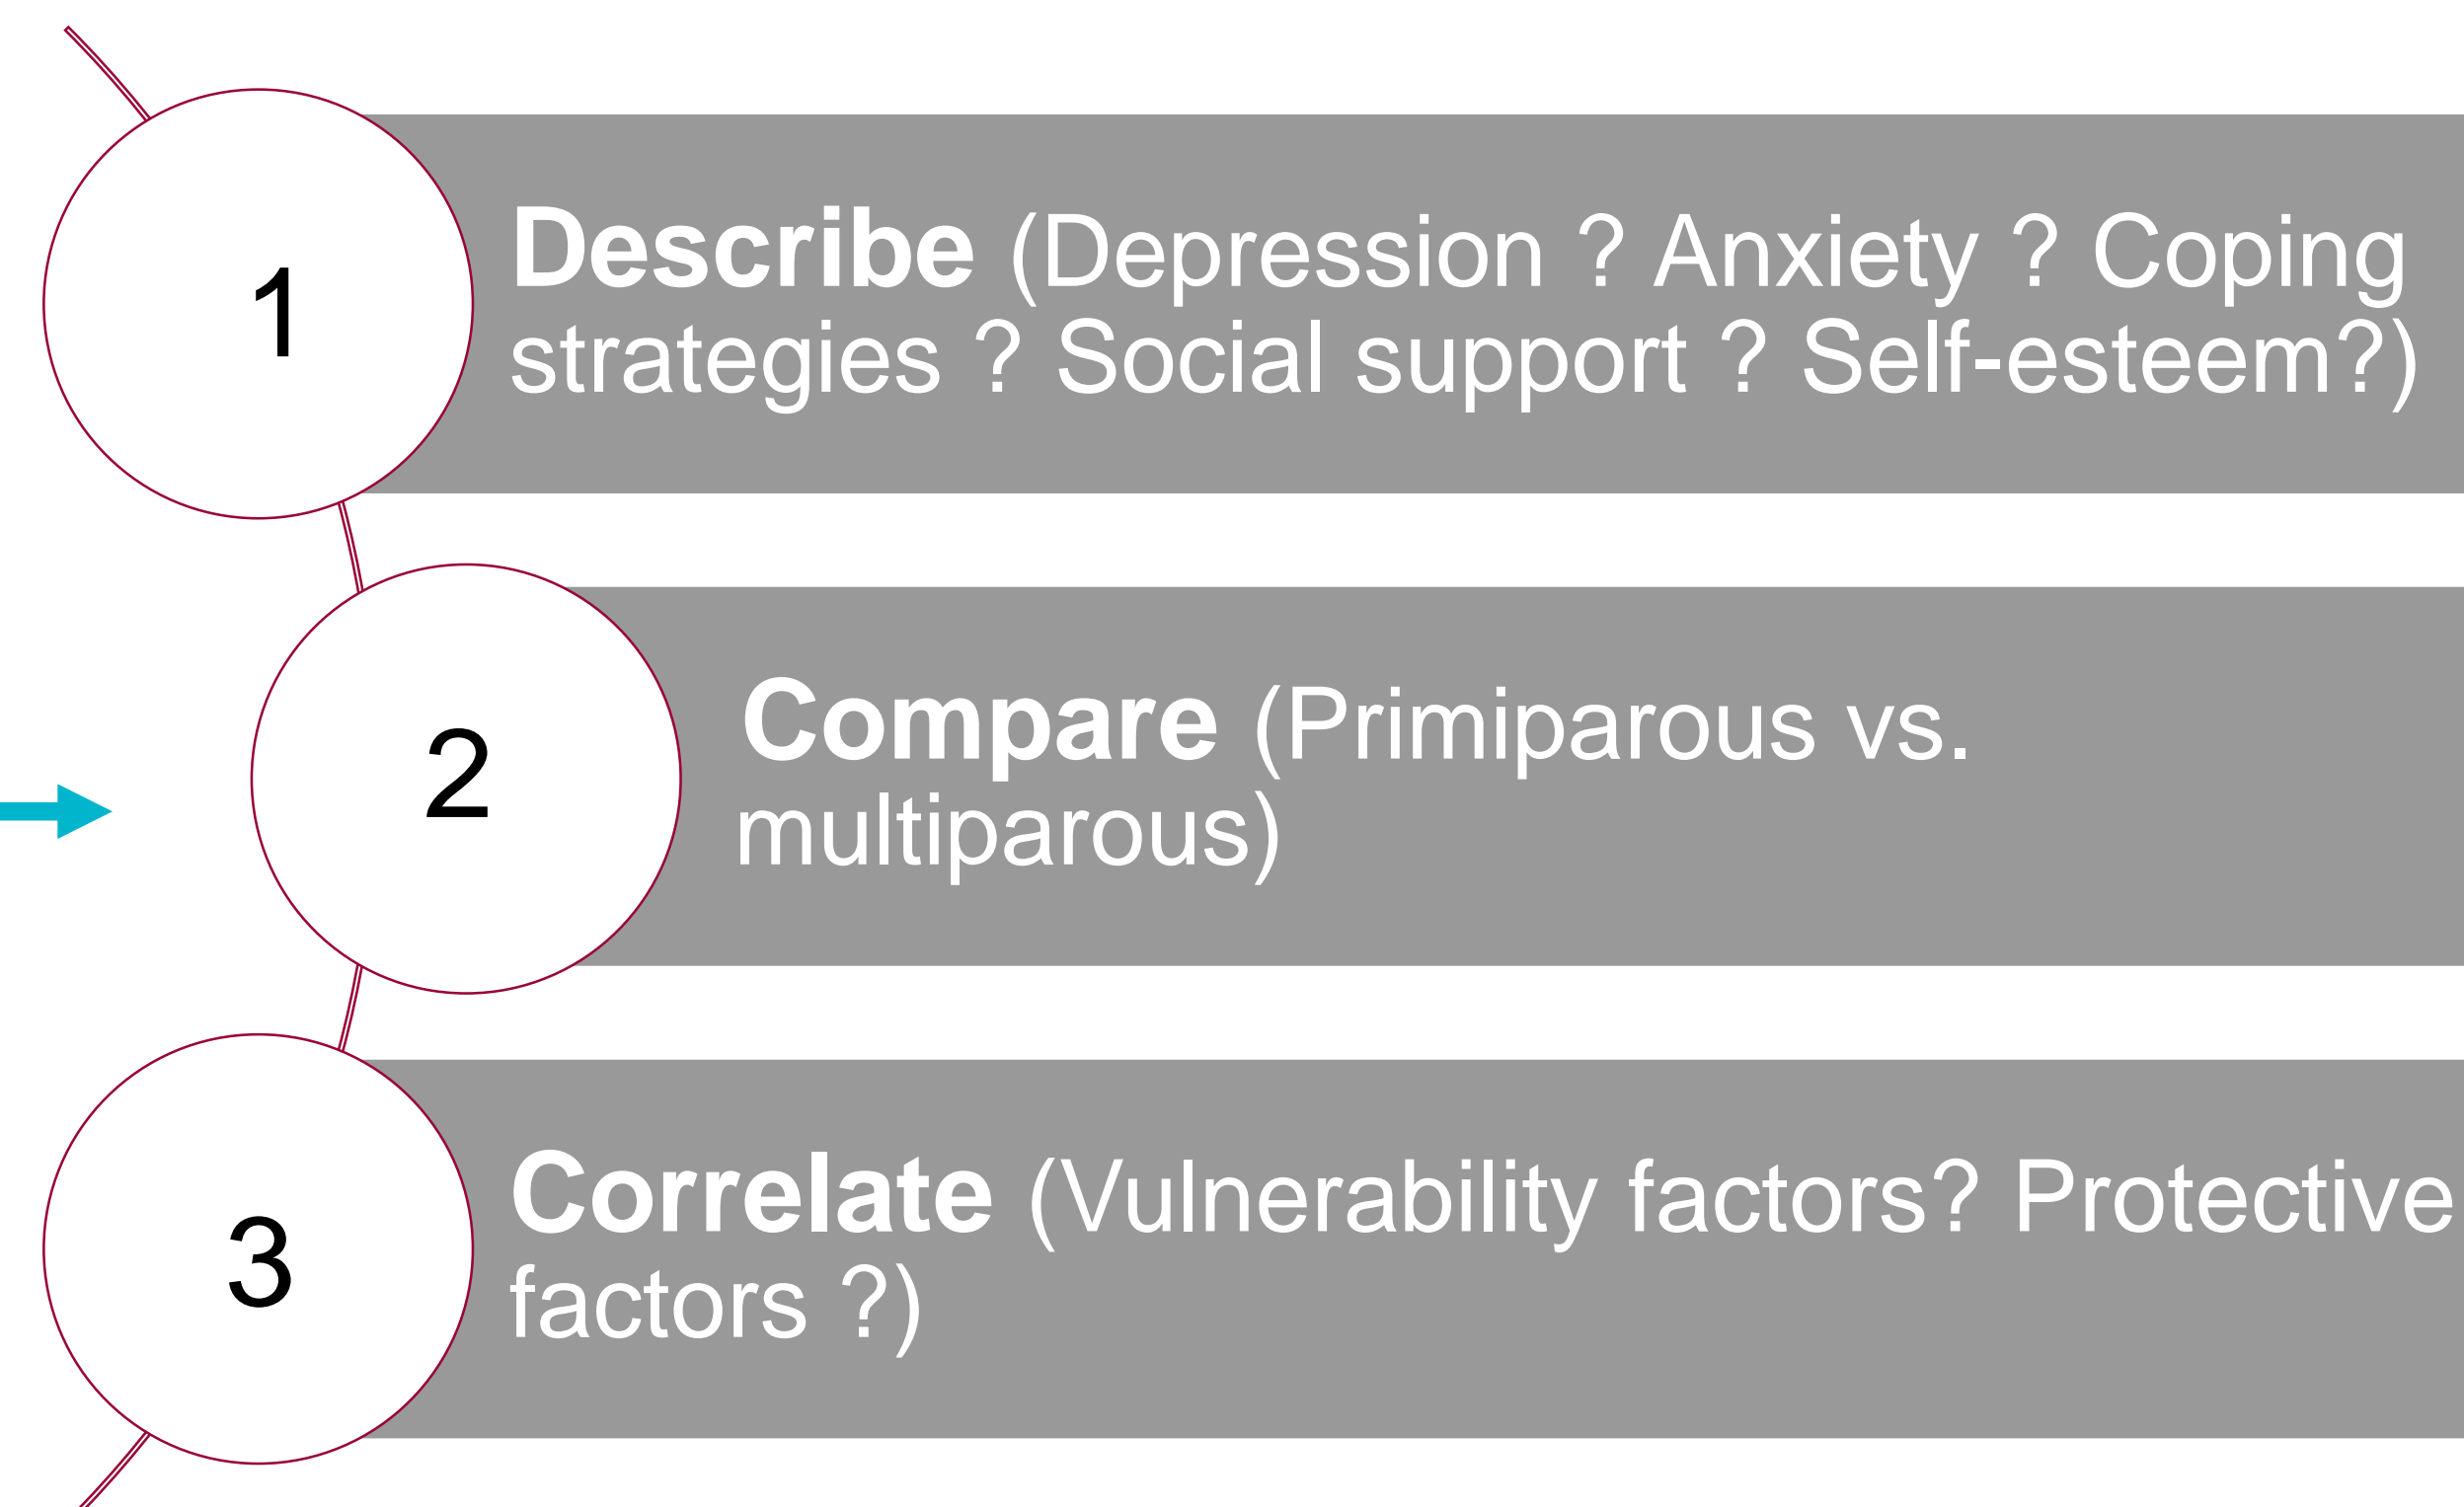 1
Describe (Depression ? Anxiety ? Coping
strategies ? Social support ? Self-esteem?)
2
Compare (Primiparous vs.
multiparous)
3
Correlate (Vulnerability factors? Protective
factors ?)